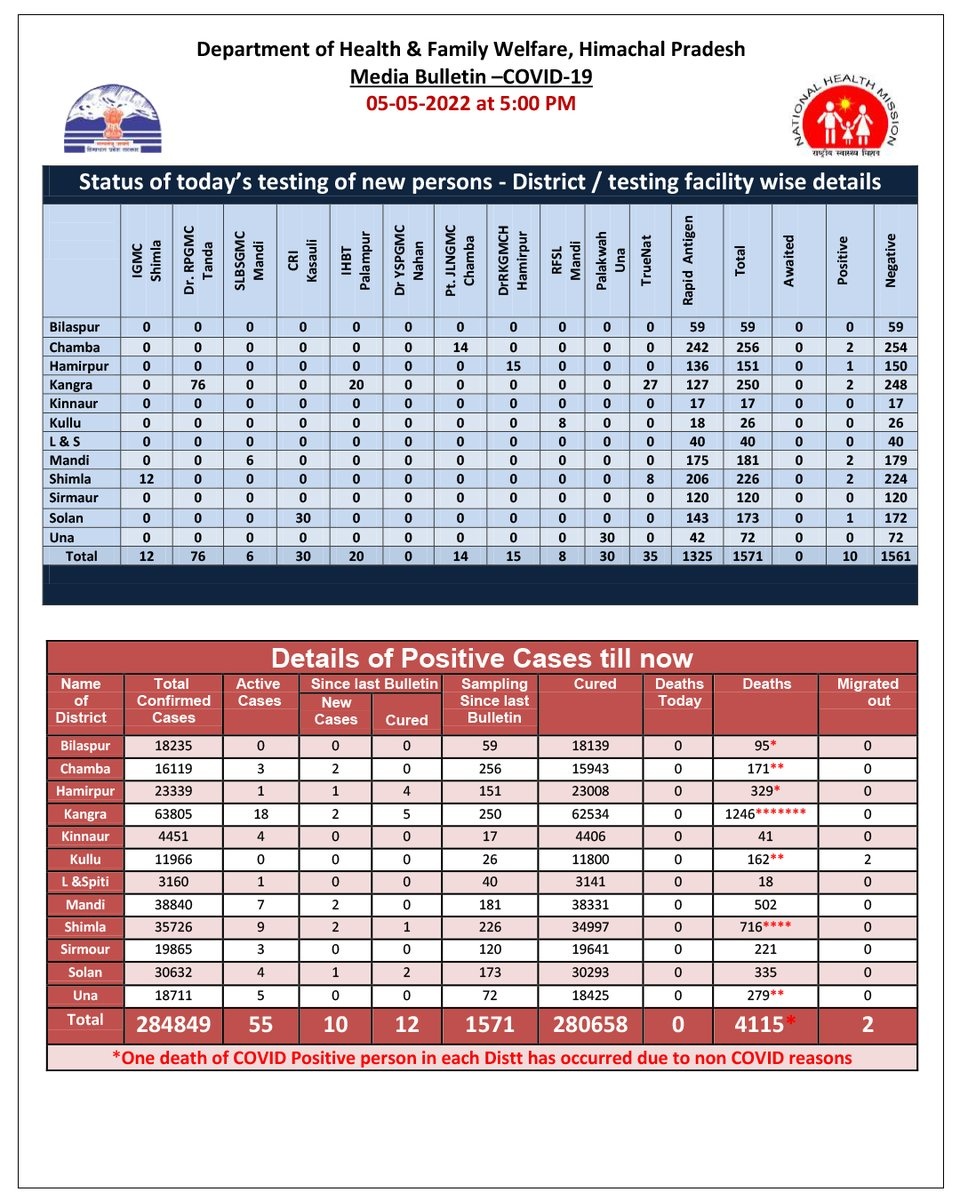 Department of Health & Family Welfare, Himachal Pradesh
Media Bulletin –COVID-19
05-05-2022 at 5:00 PM
NATIONAL HEALTH MISSION
राष्ट्रीय स्वास्थ्य मिशन
हिमाचल प्रदेश सरकार
Status of today’s testing of new persons - District / testing facility wise details
IGMC Shimla Dr. RPGMC Tanda SLBSGMC Mandi CRI Kasauli IHBT Palampur Dr YSPGMC Nahan Pt. JLNGMC Chamba DrRKGMCH Hamirpur RFSL Mandi Palakwah Una TrueNat Rapid Antigen Total Awaited Positive Negative
Bilaspur 0 0 0 0 0 0 0 0 0 0 0 59 59 0 0 59
Chamba 0 0 0 0 0 0 14 0 0 0 0 242 256 0 2 254
Hamirpur 0 0 0 0 0 0 0 15 0 0 0 136 151 0 1 150
Kangra 0 76 0 0 20 0 0 0 0 0 27 127 250 0 2 248
Kinnaur 0 0 0 0 0 0 0 0 0 0 0 17 17 0 0 17
Kullu 0 0 0 0 0 0 0 0 8 0 0 18 26 0 0 26
L & S 0 0 0 0 0 0 0 0 0 0 0 40 40 0 0 40
Mandi 0 0 6 0 0 0 0 0 0 0 0 175 181 0 2 179
Shimla 12 0 0 0 0 0 0 0 0 0 8 206 226 0 2 224
Sirmaur 0 0 0 0 0 0 0 0 0 0 0 120 120 0 0 120
Solan 0 0 0 30 0 0 0 0 0 0 0 143 173 0 1 172
Una 0 0 0 0 0 0 0 0 0 30 0 42 72 0 0 72
Total 12 76 6 30 20 0 14 15 8 30 35 1325 1571 0 10 1561
Details of Positive Cases till now
Name of District Total Confirmed Cases Active Cases Since last Bulletin New Cases Cured Sampling Since last Bulletin Cured Deaths Today Deaths Migrated out
Bilaspur 18235 0 0 0 59 18139 0 95* 0
Chamba 16119 3 2 0 256 15943 0 171** 0
Hamirpur 23339 1 1 4 151 23008 0 329* 0
Kangra 63805 18 2 5 250 62534 0 1246******* 0
Kinnaur 4451 4 0 0 17 4406 0 41 0
Kullu 11966 0 0 0 26 11800 0 162** 2
L &Spiti 3160 1 0 0 40 3141 0 18 0
Mandi 38840 7 2 0 181 38331 0 502 0
Shimla 35726 9 2 1 226 34997 0 716**** 0
Sirmour 19865 3 0 0 120 19641 0 221 0
Solan 30632 4 1 2 173 30293 0 335 0
Una 18711 5 0 0 72 18425 0 279** 0
Total 284849 55 10 12 1571 280658 0 4115* 2
*One death of COVID Positive person in each Distt has occurred due to non COVID reasons